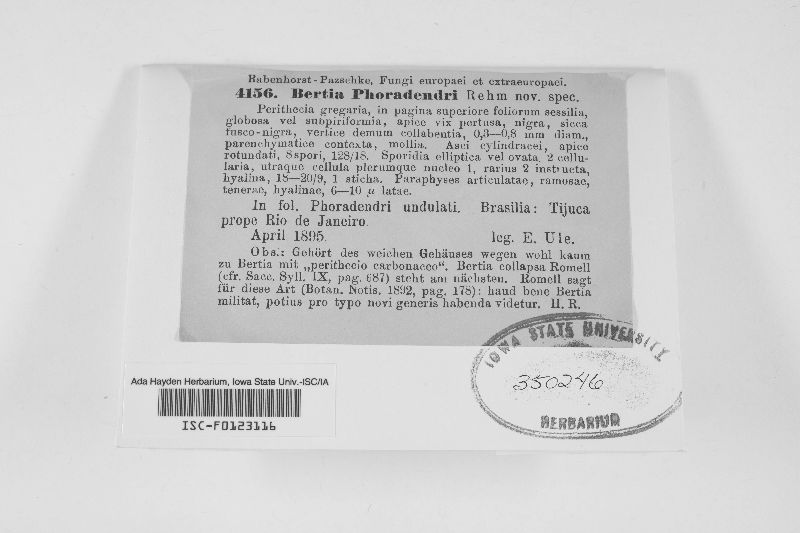 Rabenhorst-Pazschke, Fungi europaei et extraeuropaei.
4156. Bertia Phoradendri Rehm nov. spec.
Perithecia gregaria, in pagina superiore foliorum sessilia,
globosa vel subpiriformia, apice vix pertusa, nigra, sicca
fusco-nigra, vertice demum collabentia, 0,3—0,8 mm diam.,
parenchymatice contexta, mollia. Asci cylindracei, apice
rotundati, 8spori, 128/18. Sporidia elliptica vel ovata, 2 cellu-
laria, utraque cellula plerumque nucleo 1, rarius 2 instructa,
hyalina, 18—20/9, 1 sticha. Paraphyses articulatae, ramosae,
tenerae, hyalinae, 6—10 µ latae.
In fol. Phoradendri undulati. Brasilia: Tijuca
prope Rio de Janeiro.
April 1895. leg. E. Ule.
Obs.: Gehört des weichen Gehäuses wegen wohl kaum
zu Bertia mit „perithecio carbonaceo“. Bertia collapsa Romell
(cfr. Sacc. Syll. IX, pag. 687) steht am nächsten. Romell sagt
für diese Art (Botan. Notis. 1892, pag. 178): haud bene Bertia
militat, potius pro typo novi generis habenda videtur. H. R.
IOWA STATE UNIVERSITY
350246
HERBARIUM
Ada Hayden Herbarium, Iowa State Univ.-ISC/IA
ISC-F0123116